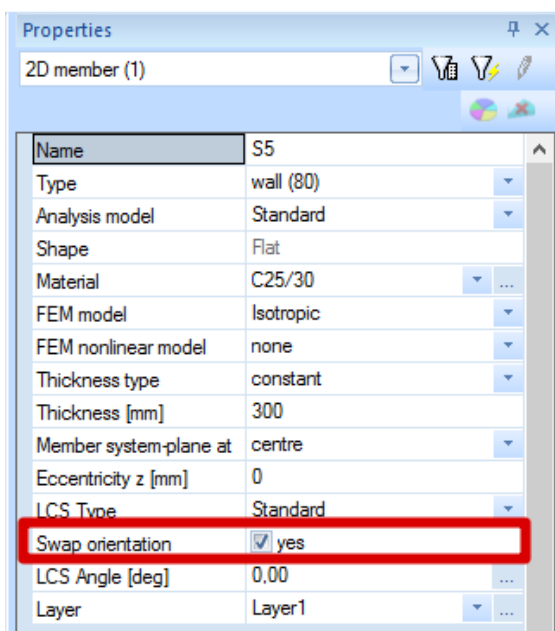 Properties
2D member (1)
Name S5
Type wall (80)
Analysis model Standard
Shape Flat
Material C25/30 ...
FEM model Isotropic
FEM nonlinear model none
Thickness type constant
Thickness [mm] 300
Member system-plane at centre
Eccentricity z [mm] 0
LCS Type Standard
Swap orientation yes
LCS Angle [deg] 0,00 ...
Layer Layer1 ...